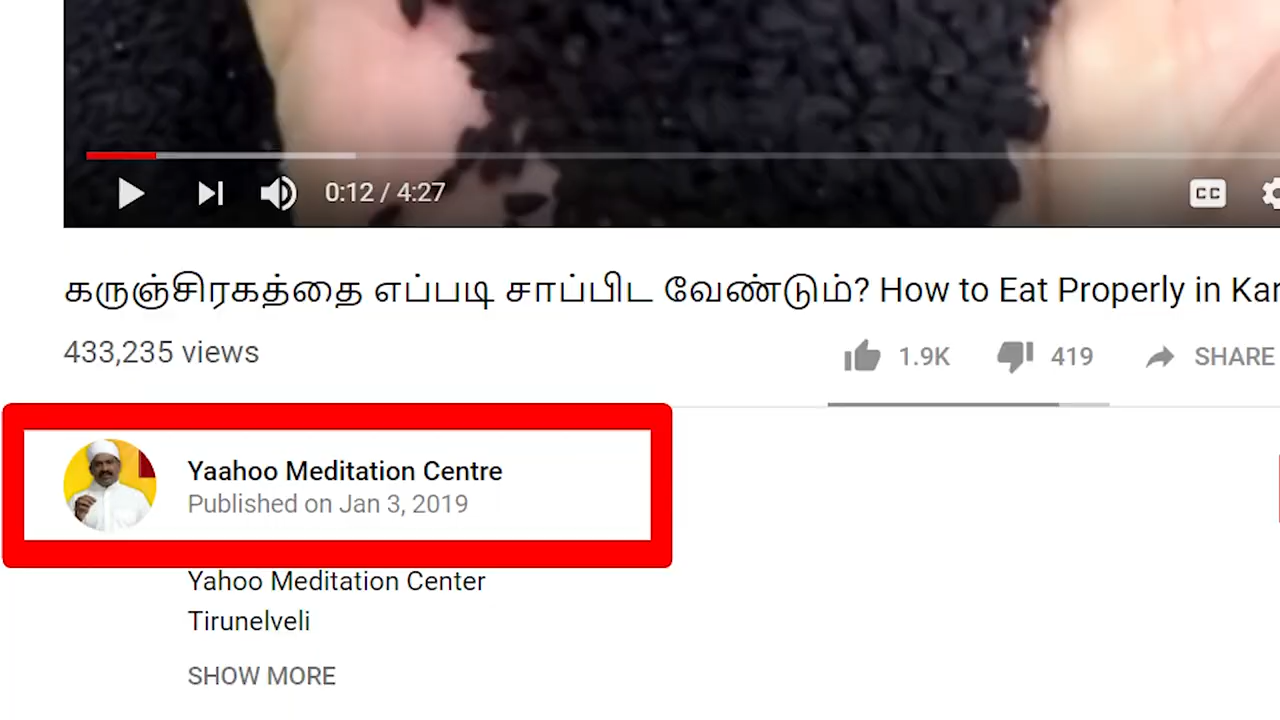 0:12 / 4:27
CC
கருஞ்சிரகத்தை எப்படி சாப்பிட வேண்டும்? How to Eat Properly in Kar
433,235 views
1.9K 419 SHARE
Yaahoo Meditation Centre
Published on Jan 3, 2019
Yahoo Meditation Center
Tirunelveli
SHOW MORE